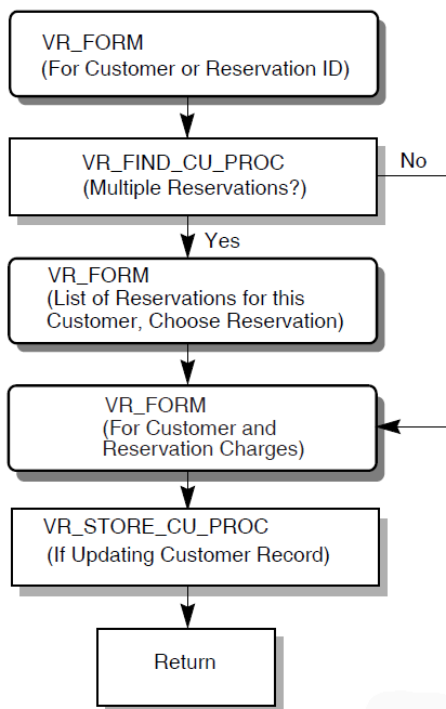 VR_FORM
(For Customer or Reservation ID)
VR_FIND_CU_PROC
(Multiple Reservations?)
No
Yes
VR_FORM
(List of Reservations for this
Customer, Choose Reservation)
VR_FORM
(For Customer and
Reservation Charges)
VR_STORE_CU_PROC
(If Updating Customer Record)
Return